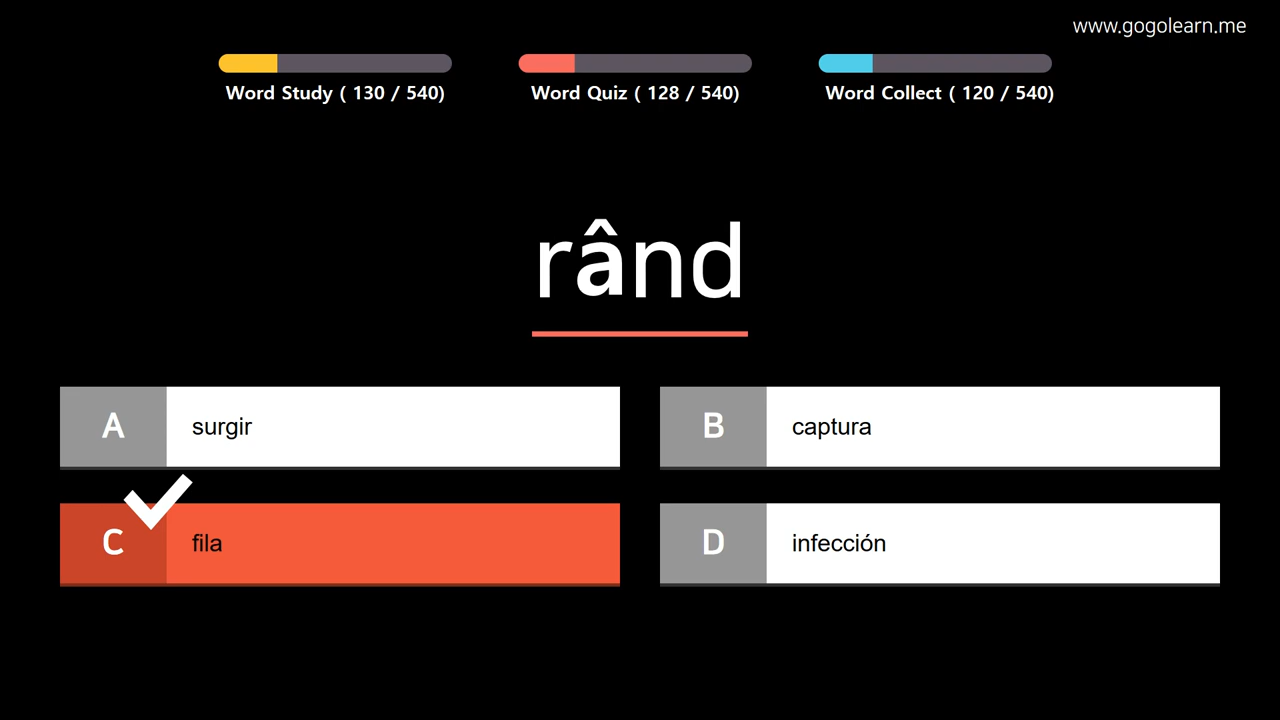 www.gogolearn.me
Word Study ( 130 / 540)
Word Quiz ( 128 / 540)
Word Collect ( 120 / 540)
rând
A surgir
B captura
C fila
D infección